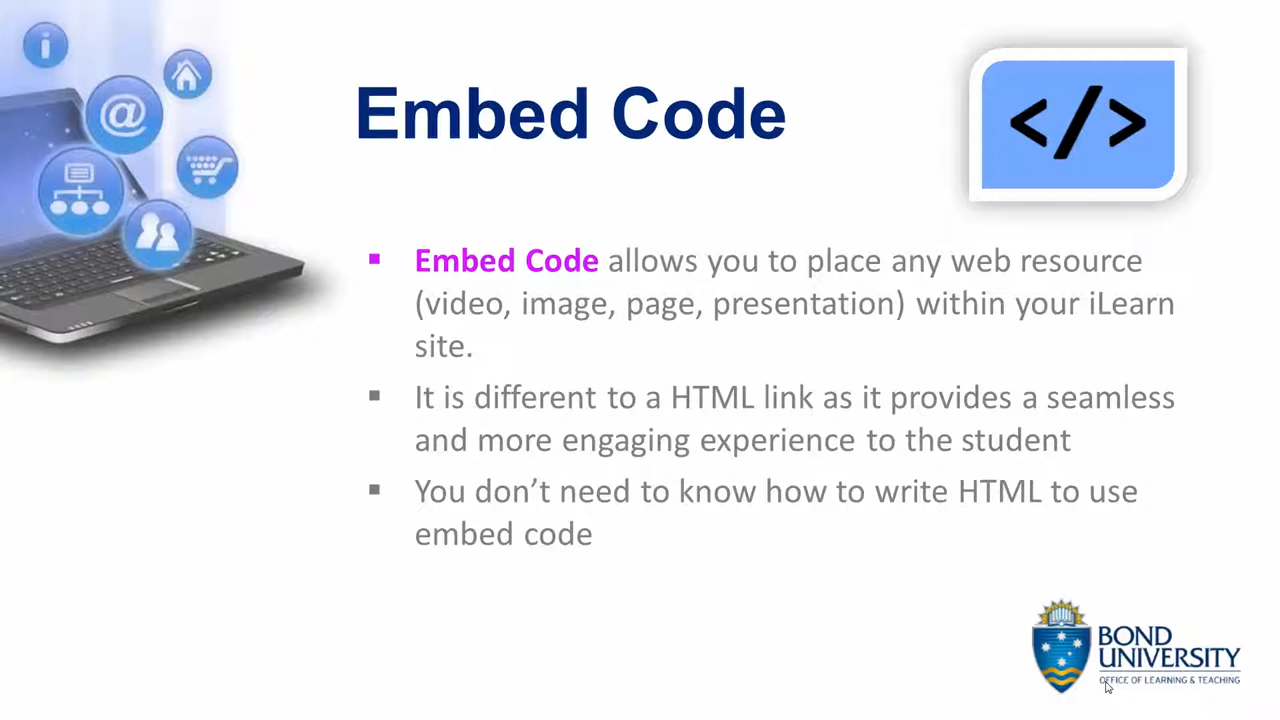 Embed Code
</>
▪ Embed Code allows you to place any web resource
(video, image, page, presentation) within your iLearn
site.
▪ It is different to a HTML link as it provides a seamless
and more engaging experience to the student
▪ You don’t need to know how to write HTML to use
embed code
BOND
UNIVERSITY
OFFICE OF LEARNING & TEACHING